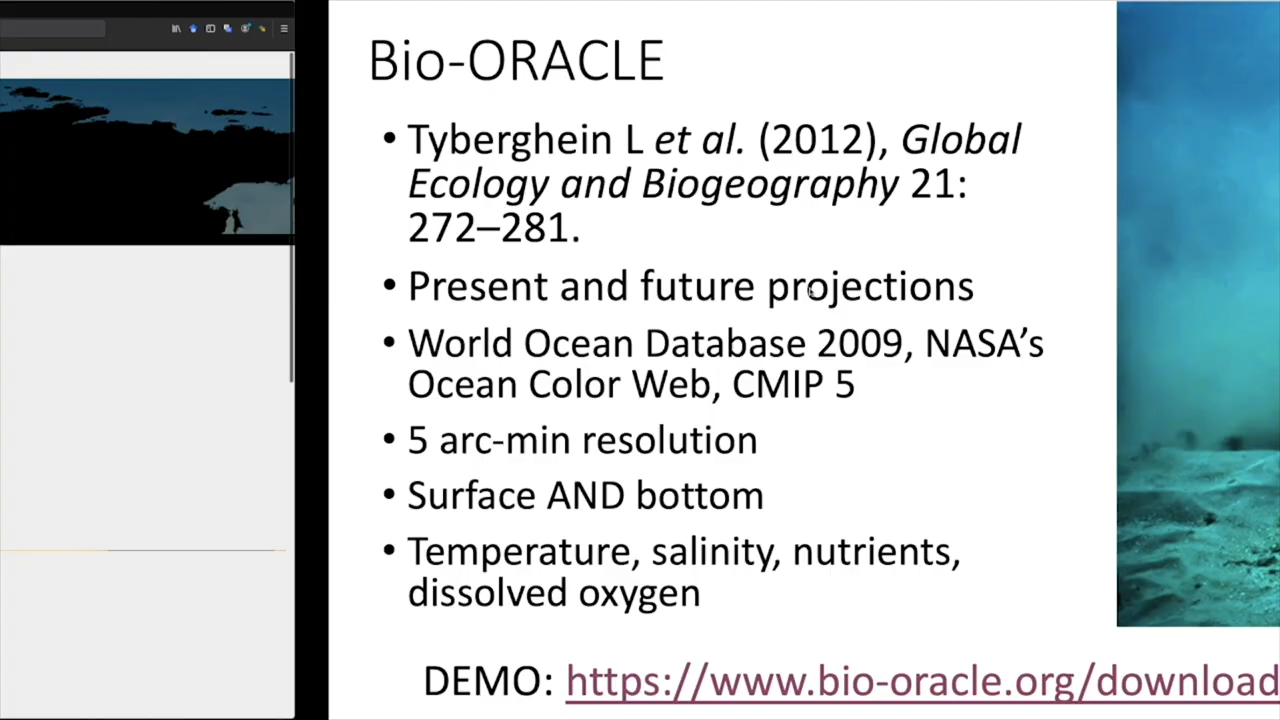 Bio-ORACLE
• Tyberghein L et al. (2012), Global
Ecology and Biogeography 21:
272–281.
• Present and future projections
• World Ocean Database 2009, NASA’s
Ocean Color Web, CMIP 5
• 5 arc-min resolution
• Surface AND bottom
• Temperature, salinity, nutrients,
dissolved oxygen
DEMO: https://www.bio-oracle.org/download